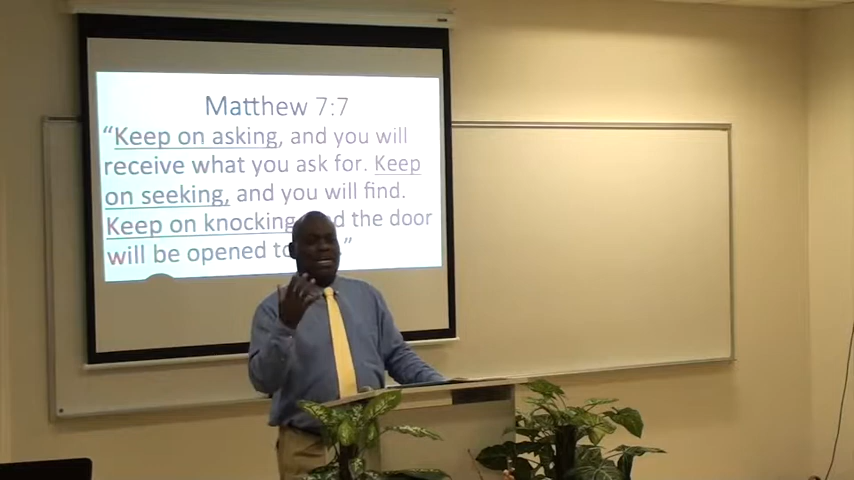 Matthew 7:7
“Keep on asking, and you will
receive what you ask for. Keep
on seeking, and you will find.
Keep on knocking, the door
will be opened ”